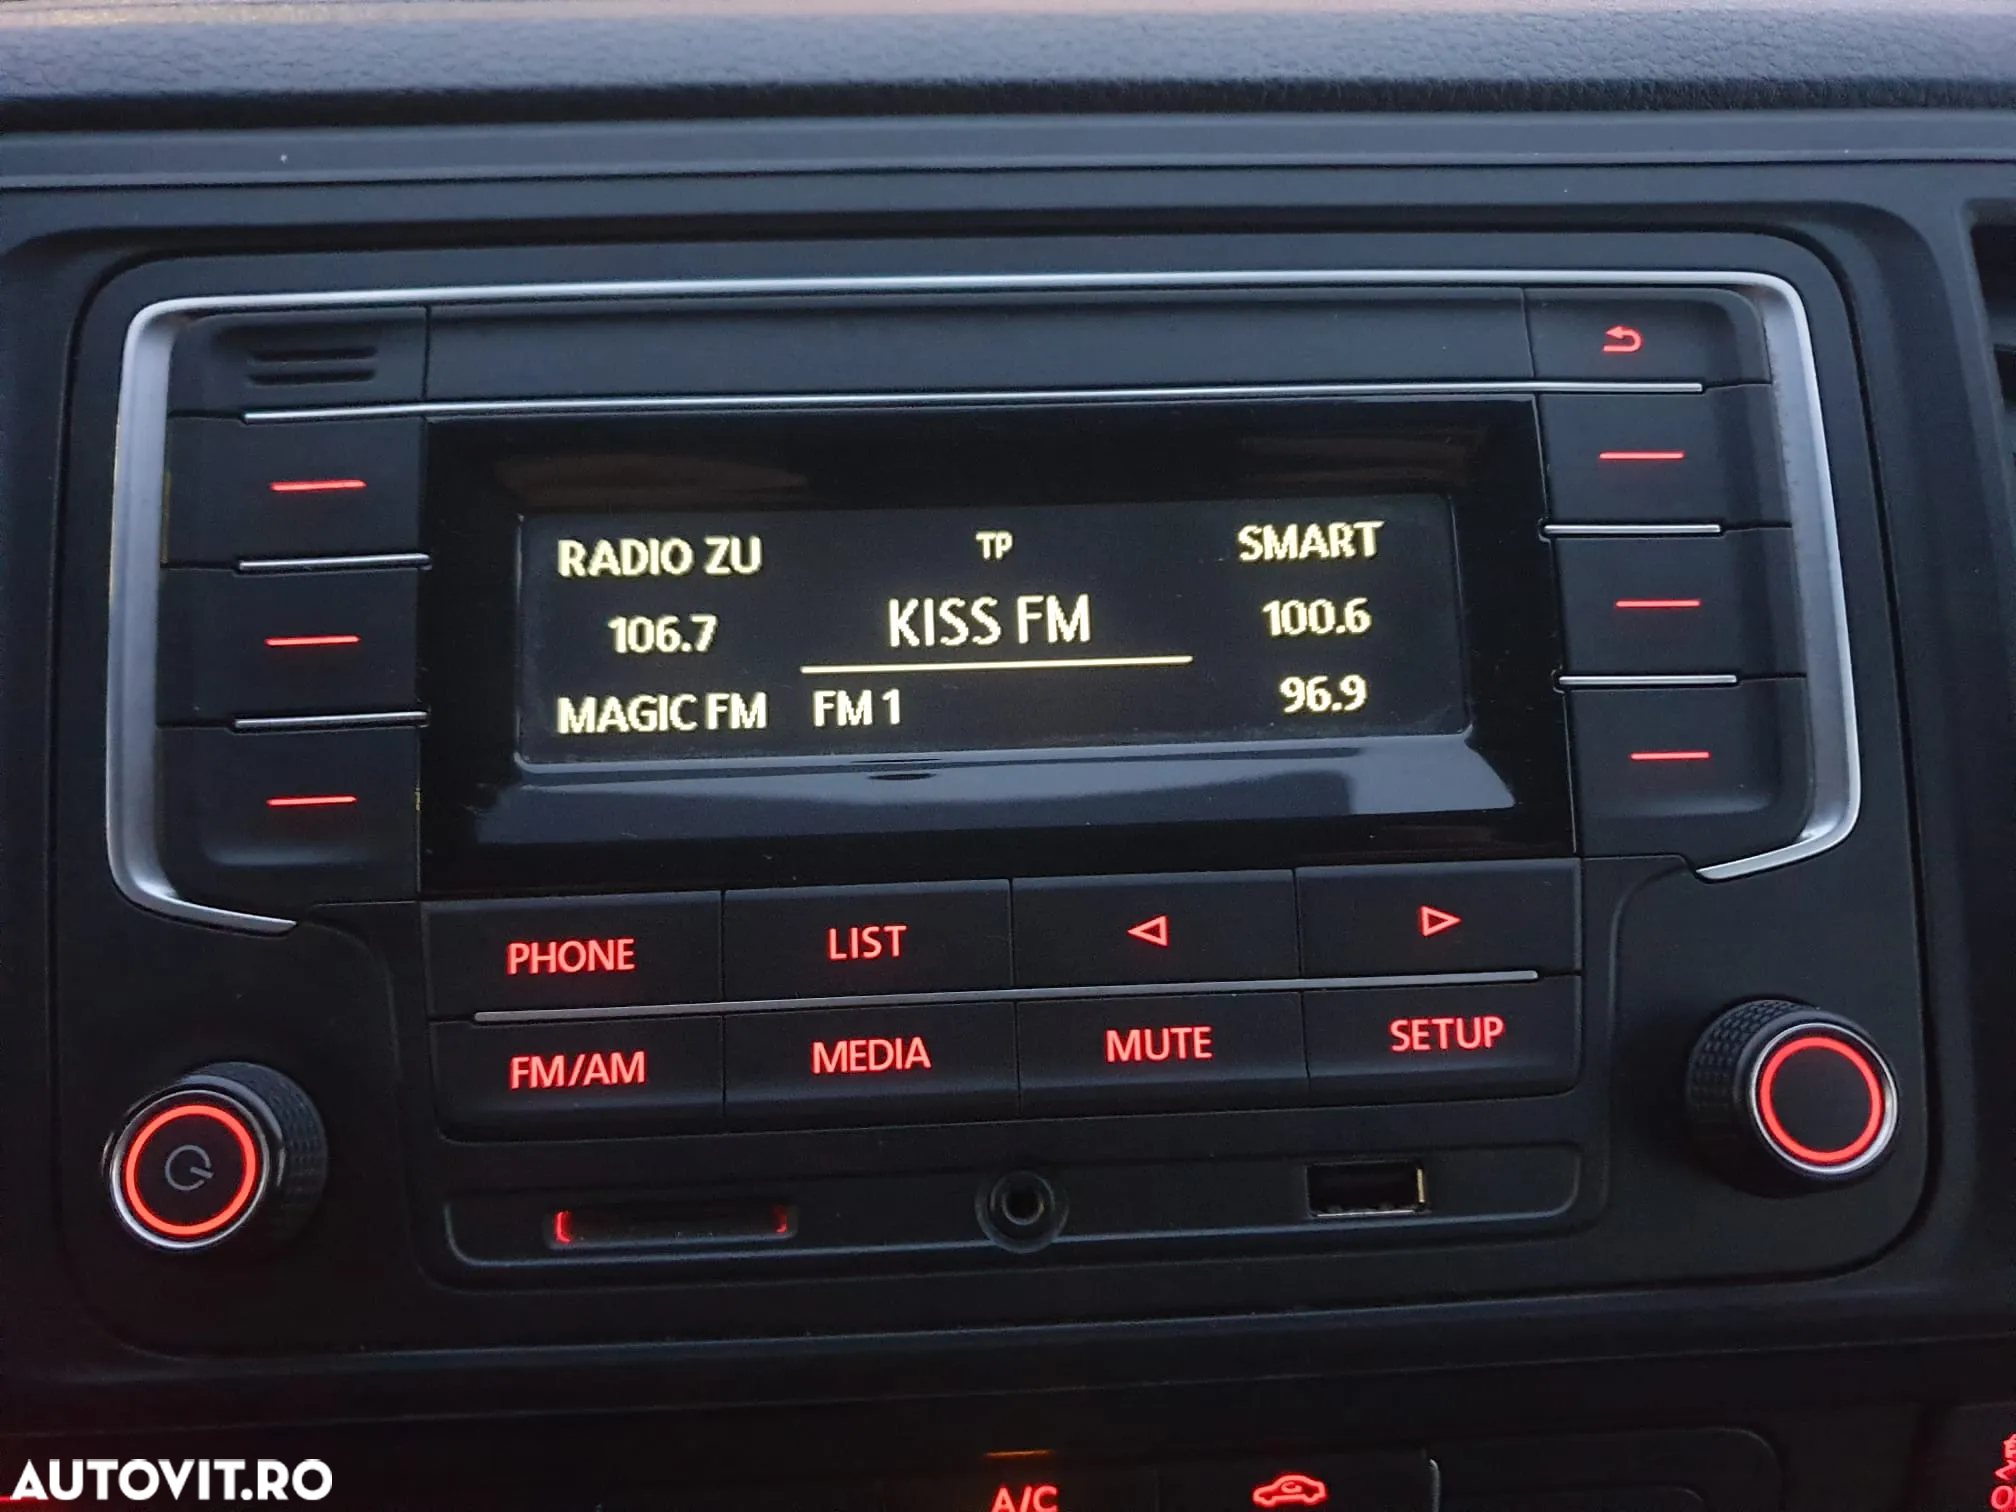 RADIO ZU TP SMART
106.7 KISS FM 100.6
MAGIC FM FM 1 96.9
PHONE LIST
FM/AM MEDIA MUTE SETUP
A/C
AUTOVIT.RO